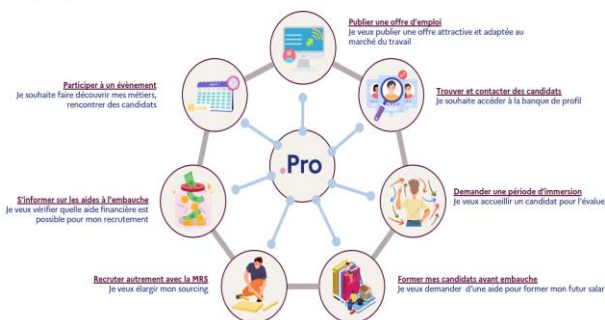 Publier une offre d'emploi
Je veux publier une offre attractive et adaptée au
marché du travail
Participer à un évènement
Je souhaite faire découvrir mes métiers,
rencontrer des candidats
Trouver et contacter des candidats
Je souhaite accéder à la banque de profil
.Pro
S'informer sur les aides à l'embauche
Je veux vérifier quelle aide financière est
possible pour mon recrutement
Demander une période d'immersion
Je veux accueillir un candidat pour l'évalue
Recruter autrement avec la MRS
Je veux élargir mon sourcing
Former mes candidats avant embauche
Je veux demander d'une aide pour former mon futur salar